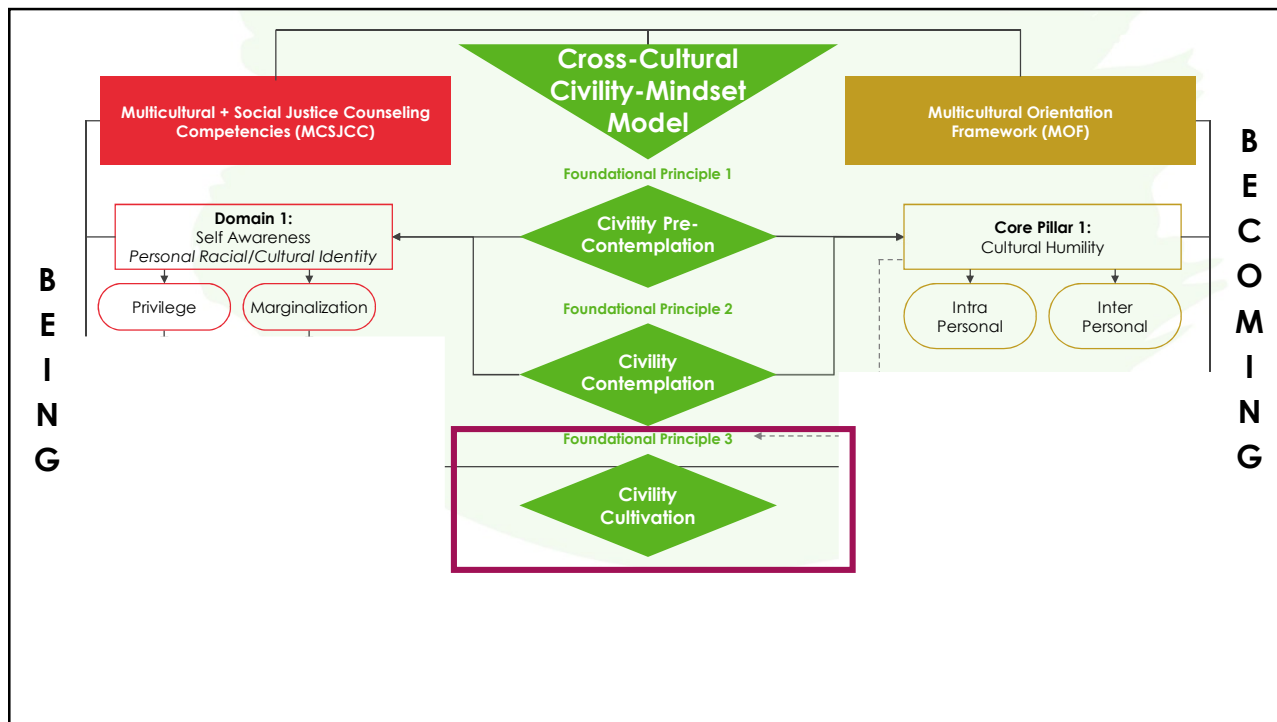 Cross-Cultural
Civility-Mindset
Model
Multicultural + Social Justice Counseling
Competencies (MCSJCC)
Multicultural Orientation
Framework (MOF)
Foundational Principle 1
Domain 1:
Self Awareness
Personal Racial/Cultural Identity
Civitity Pre-
Contemplation
Core Pillar 1:
Cultural Humility
Privilege
Marginalization
Foundational Principle 2
Intra
Personal
Inter
Personal
Civility
Contemplation
Foundational Principle 3
Civility
Cultivation
B
E
I
N
G
B
E
C
O
M
I
N
G